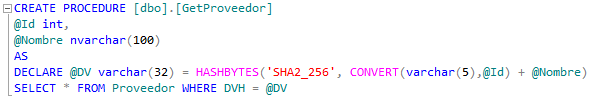 CREATE PROCEDURE [dbo].[GetProveedor]
@Id int,
@Nombre nvarchar(100)
AS
DECLARE @DV varchar(32) = HASHBYTES('SHA2_256', CONVERT(varchar(5),@Id) + @Nombre)
SELECT * FROM Proveedor WHERE DVH = @DV